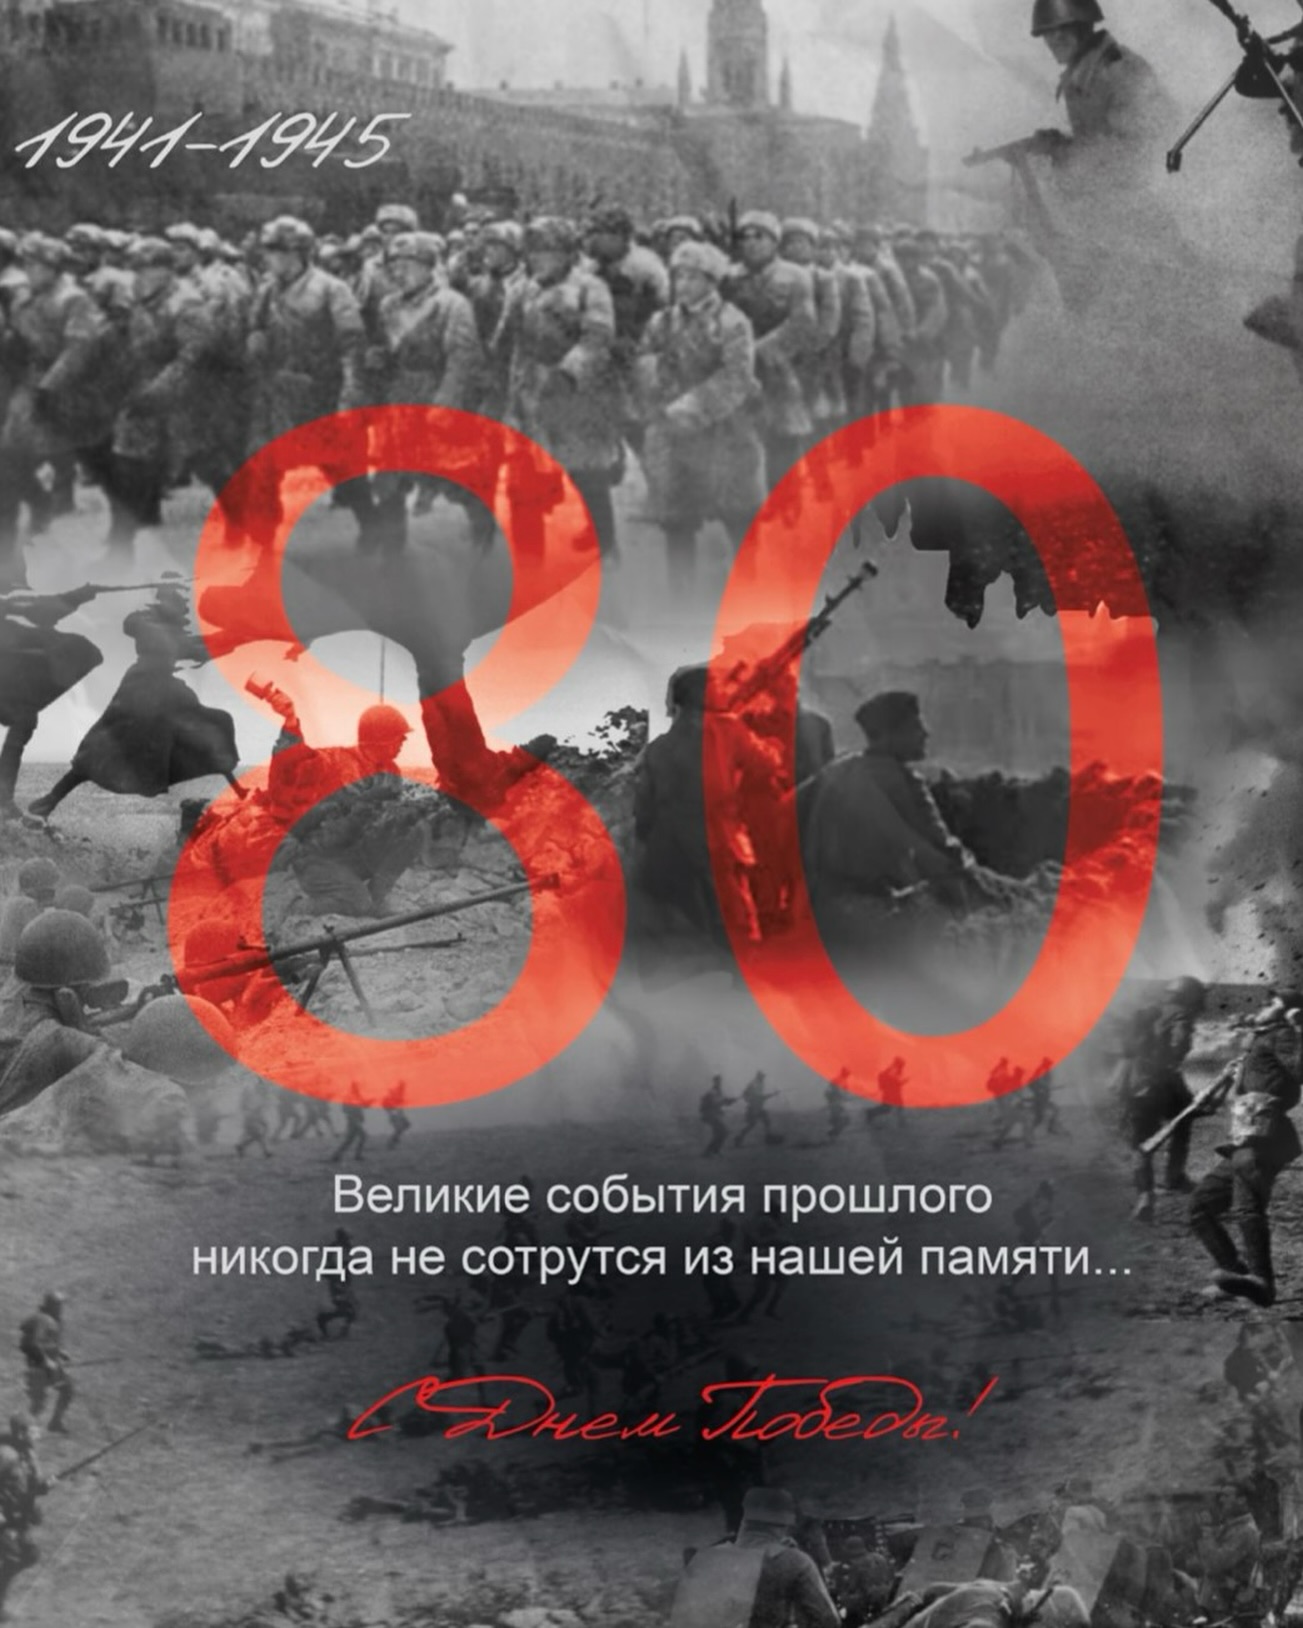 1941-1945
80
Великие события прошлого
никогда не сотрутся из нашей памяти...
С Днем Победы!